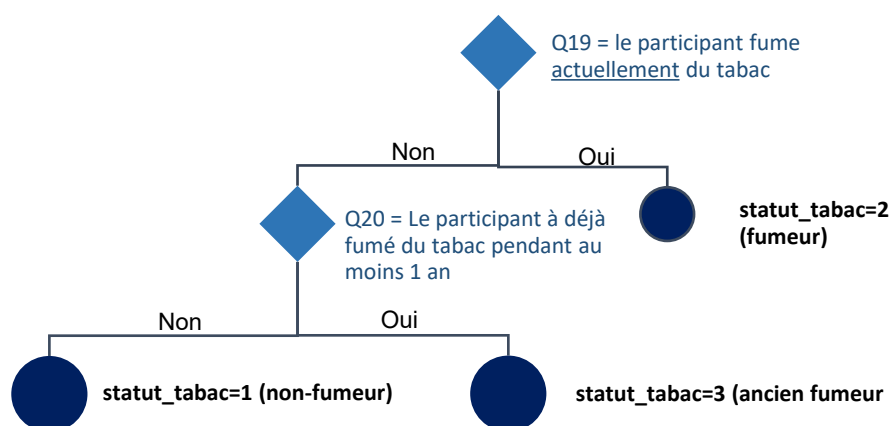 Q19 = le participant fume
actuellement du tabac
Non
Oui
Q20 = Le participant à déjà
fumé du tabac pendant au
moins 1 an
statut_tabac=2
(fumeur)
Non
Oui
statut_tabac=1 (non-fumeur)
statut_tabac=3 (ancien fumeur